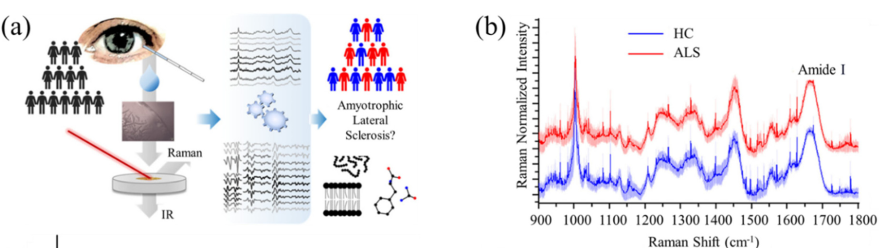 (a)
Raman
IR
Amyotrophic
Lateral
Sclerosis?
(b)
Raman Normalized Intensity
HC
ALS
Amide I
900 1000 1100 1200 1300 1400 1500 1600 1700 1800
Raman Shift (cm-1)